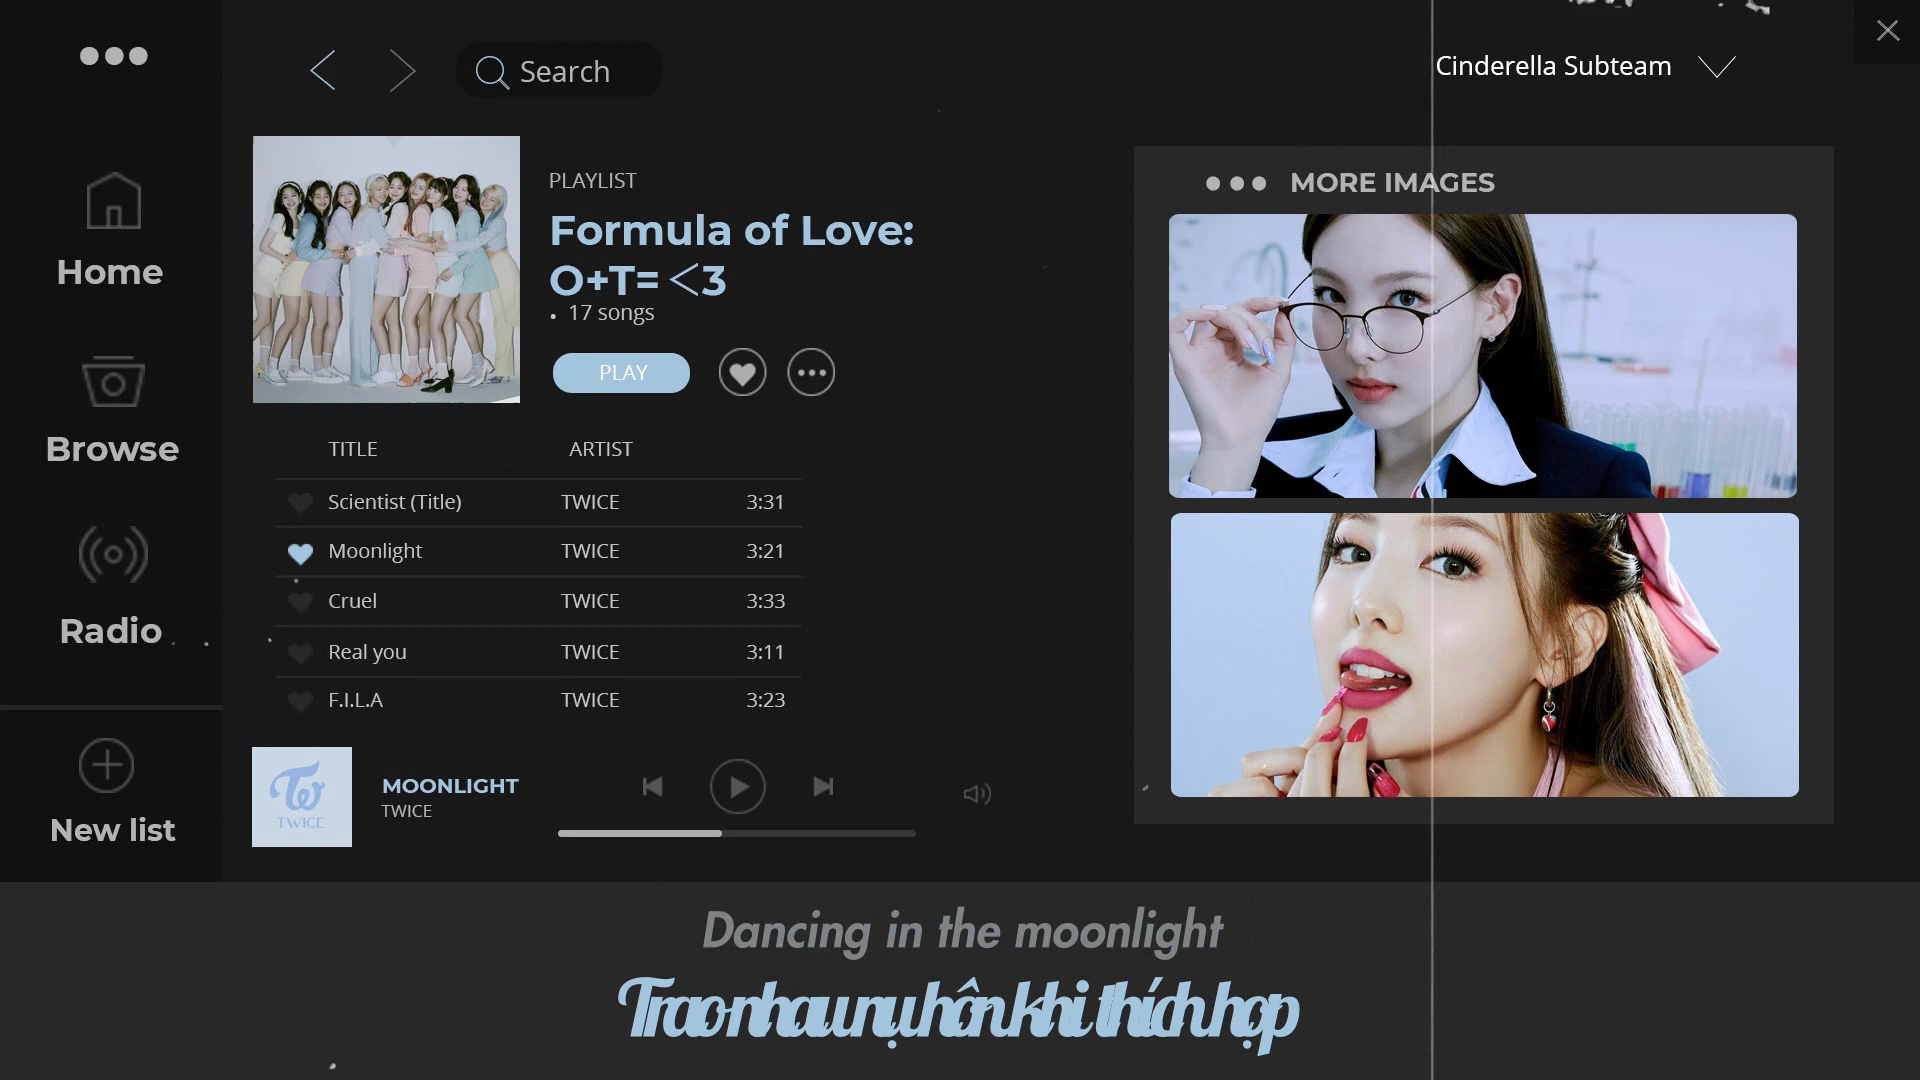 Search
Cinderella Subteam
Home
Browse
Radio
New list
PLAYLIST
Formula of Love:
O+T= <3
• 17 songs
PLAY
TITLE ARTIST
Scientist (Title) TWICE 3:31
Moonlight TWICE 3:21
Cruel TWICE 3:33
Real you TWICE 3:11
F.I.L.A TWICE 3:23
TWICE
MOONLIGHT
TWICE
MORE IMAGES
Dancing in the moonlight
Trao nhau nụ hôn khi thích hợp